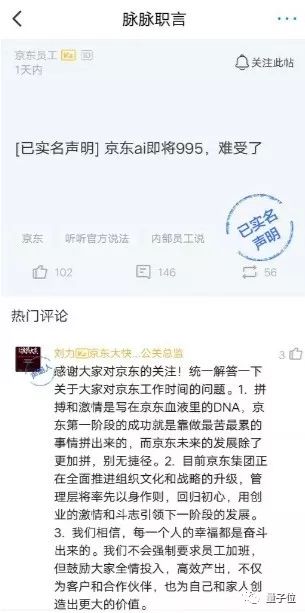 脉脉职言
京东员工
1天内
关注此帖
[已实名声明] 京东ai即将995，难受了
已实名
声明
京东
听听官方说法
内部员工说
102
146
56
热门评论
刘力 京东大快...公关总监
3
感谢大家对京东的关注！统一解答一下
关于大家对京东工作时间的问题。1. 拼
搏和激情是写在京东血液里的DNA，京
东第一阶段的成功就是靠做最苦最累的
事情拼出来的，而京东未来的发展除了
更加拼，别无捷径。2. 目前京东集团正
在全面推进组织文化和战略的升级，管
理层将率先以身作则，回归初心，用创
业的激情和斗志引领下一阶段的发展。
3. 我们相信，每一个人的幸福都是奋斗
出来的。我们不会强制要求员工加班，
但鼓励大家全情投入，高效产出，不仅
为客户和合作伙伴，也为自己和家人创
造出更大的价值。
量子位